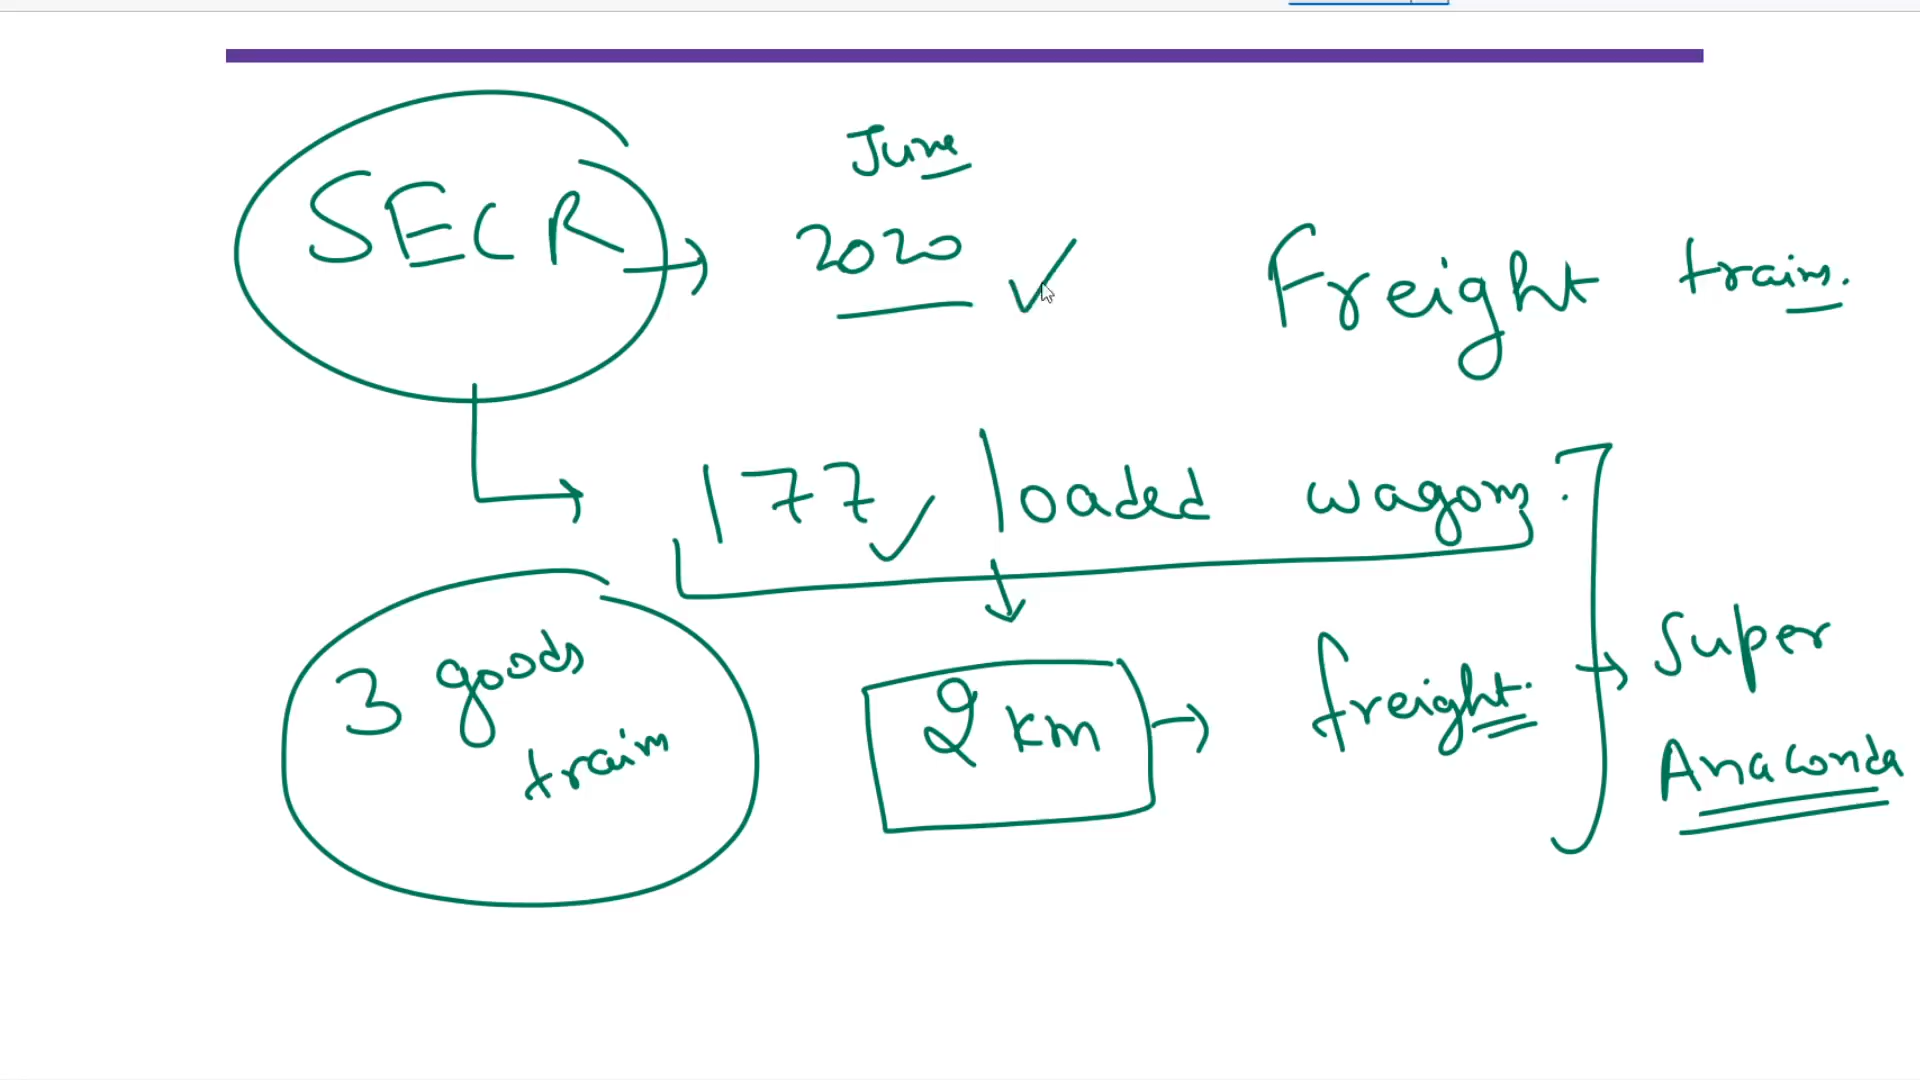 June
SECR → 2020 ✓
Freight train.
→ 177 ✓ loaded wagons.
3 goods
train
2 km → freight.
→ Super
Anaconda